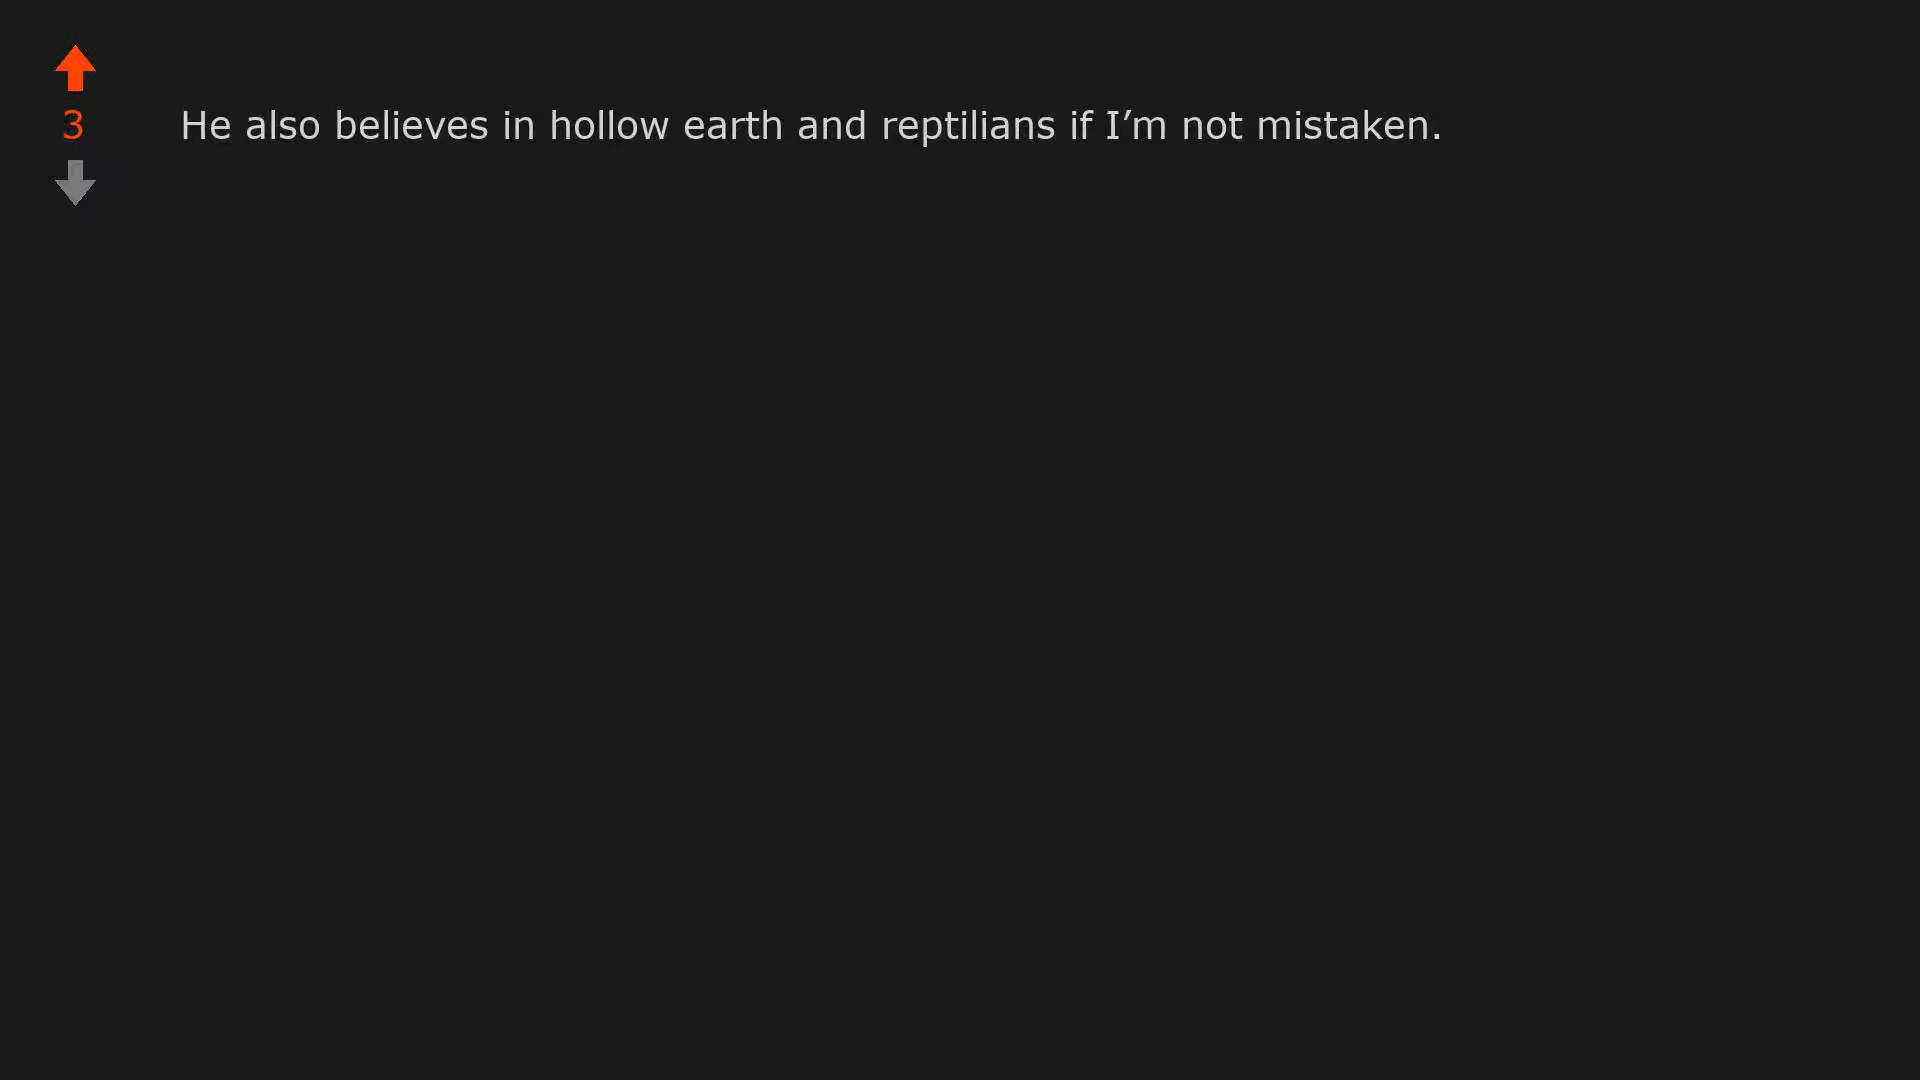 3
He also believes in hollow earth and reptilians if I’m not mistaken.